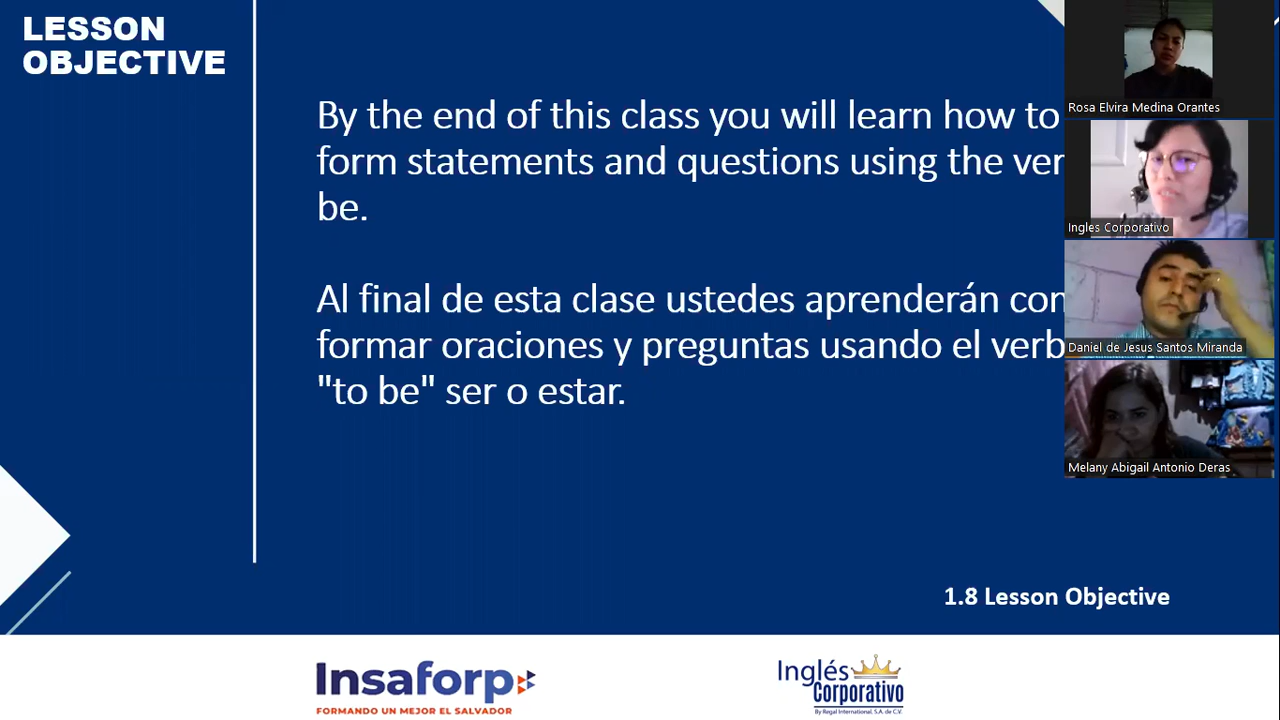 LESSON
OBJECTIVE
By the end of this class you will learn how to
form statements and questions using the ver
be.
Al final de esta clase ustedes aprenderán con
formar oraciones y preguntas usando el verb
"to be" ser o estar.
1.8 Lesson Objective
Rosa Elvira Medina Orantes
Ingles Corporativo
Daniel de Jesus Santos Miranda
Melany Abigail Antonio Deras
Insaforp
FORMANDO UN MEJOR EL SALVADOR
Inglés
Corporativo
By Regal International, S.A. de C.V.